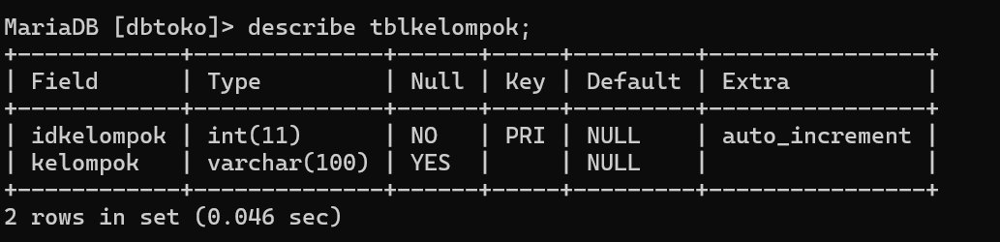 MariaDB [dbtoko]> describe tblkelompok;
+------------+--------------+------+-----+---------+----------------+
| Field      | Type         | Null | Key | Default | Extra          |
+------------+--------------+------+-----+---------+----------------+
| idkelompok | int(11)      | NO   | PRI | NULL    | auto_increment |
| kelompok   | varchar(100) | YES  |     | NULL    |                |
+------------+--------------+------+-----+---------+----------------+
2 rows in set (0.046 sec)